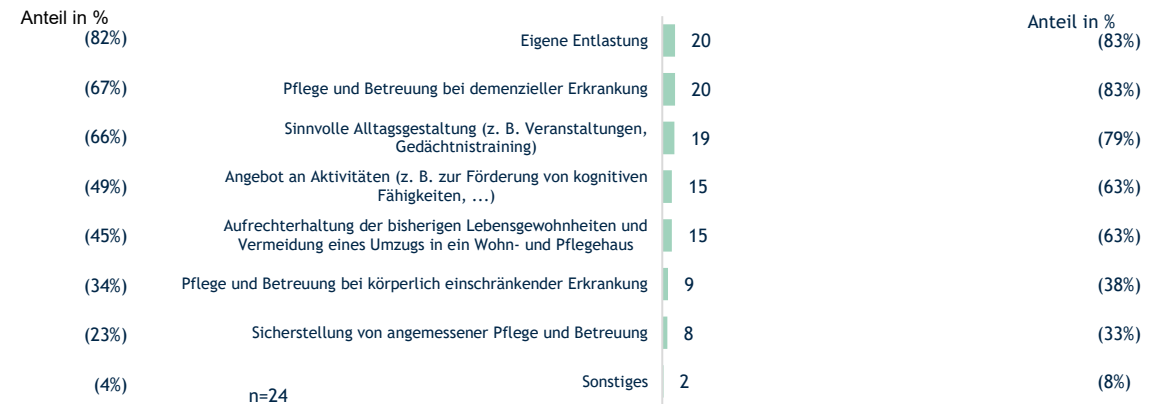 Anteil in %
Anteil in %
(82%) Eigene Entlastung 20 (83%)
(67%) Pflege und Betreuung bei demenzieller Erkrankung 20 (83%)
Sinnvolle Alltagsgestaltung (z. B. Veranstaltungen,
(66%) 19 (79%)
Gedächtnistraining)
Angebot an Aktivitäten (z. B. zur Förderung von kognitiven
(49%) 15 (63%)
Fähigkeiten, ...)
Aufrechterhaltung der bisherigen Lebensgewohnheiten und
(45%) 15 (63%)
Vermeidung eines Umzugs in ein Wohn- und Pflegehaus
(34%) Pflege und Betreuung bei körperlich einschränkender Erkrankung 9 (38%)
(23%) Sicherstellung von angemessener Pflege und Betreuung 8 (33%)
(4%) Sonstiges 2 (8%)
n=24